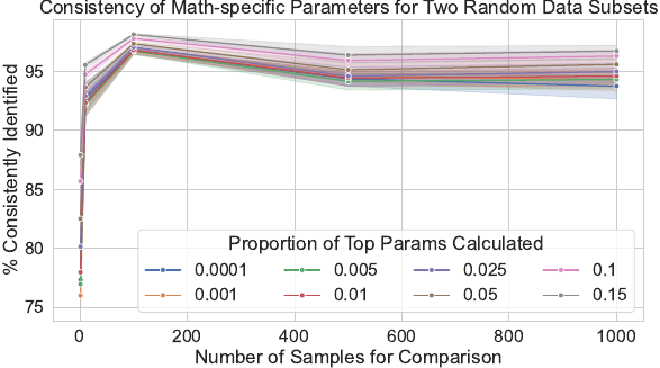 Consistency of Math-specific Parameters for Two Random Data Subsets
% Consistently Identified
95
90
85
80
75
Proportion of Top Params Calculated
0.0001 0.005 0.025 0.1
0.001 0.01 0.05 0.15
0 200 400 600 800 1000
Number of Samples for Comparison